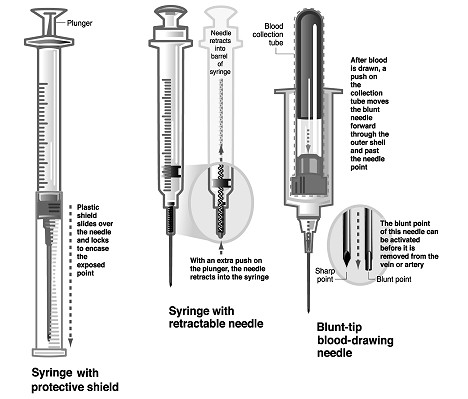 Plunger
Plastic
shield
slides over
the needle
and locks
to encase
the
exposed
point
Syringe with
protective shield
Needle
retracts
into
barrel
of
syringe
With an extra push on
the plunger, the needle
retracts into the syringe
Syringe with
retractable needle
Blood
collection
tube
After blood
is drawn, a
push on
the
collection
tube moves
the blunt
needle
forward
through the
outer shell
and past
the needle
point
The blunt point
of this needle can
be activated
before it is
removed from the
vein or artery
Sharp
point
Blunt point
Blunt-tip
blood-drawing
needle